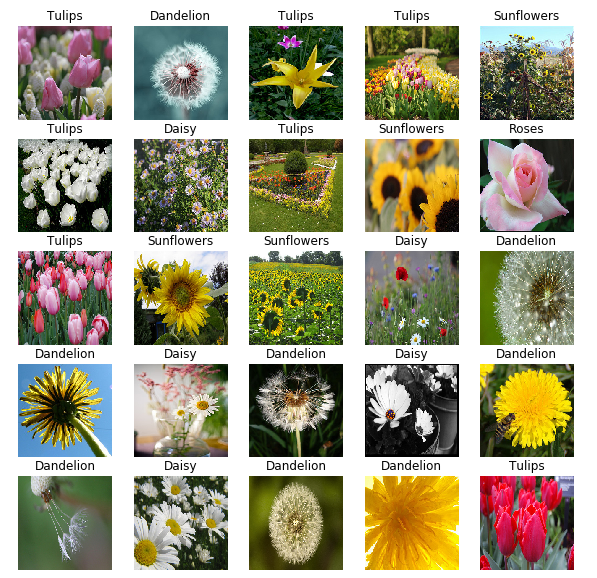 Tulips Dandelion Tulips Tulips Sunflowers
Tulips Daisy Tulips Sunflowers Roses
Tulips Sunflowers Sunflowers Daisy Dandelion
Dandelion Daisy Dandelion Daisy Dandelion
Dandelion Daisy Dandelion Dandelion Tulips